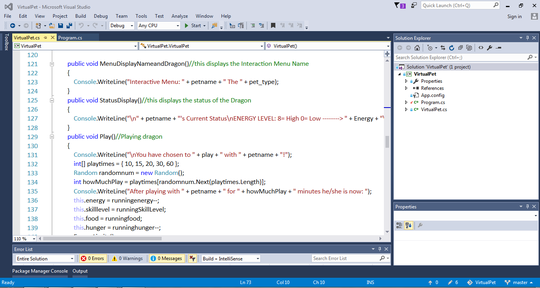 VirtualPet - Microsoft Visual Studio
Quick Launch (Ctrl+Q)
File Edit View Project Build Debug Team Tools Test Analyze Window Help
Sign in
Debug Any CPU Start
Toolbox
VirtualPet.cs Program.cs
VirtualPet VirtualPet.VirtualPet VirtualPet()
120
121 public void MenuDisplayNameandDragon()//this displays the Interaction Menu Name
122 {
123 Console.WriteLine("Interactive Menu: " + petname + " The " + pet_type);
124 }
125 public void StatusDisplay()//this displays the status of the Dragon
126 {
127 Console.WriteLine("\n" + petname + "'s Current Status\nENERGY LEVEL: 8= High 0= Low --------> " + Energy + "
128 }
129 public void Play()//Playing dragon
130 {
131 Console.WriteLine("\nYou have chosen to " + play + " with " + petname + "!");
132 int[] playtimes = { 10, 15, 20, 30, 60 };
133 Random randomnum = new Random();
134 int howMuchPlay = playtimes[randomnum.Next(playtimes.Length)];
135 Console.WriteLine("After playing with " + petname + " for " + howMuchPlay + " minutes he/she is now: ");
136 this.energy = runningenergy--;
137 this.skilllevel = runningSkillLevel;
138 this.food = runningfood;
139 this.hunger = runninghunger--;
110 %
Solution Explorer
Search Solution Explorer (Ctrl+;)
Solution 'VirtualPet' (1 project)
VirtualPet
Properties
References
App.config
Program.cs
VirtualPet.cs
Properties
Error List
Entire Solution 0 Errors 0 Warnings 0 Messages Build + IntelliSense Search Error List
Package Manager Console Output
Ready Ln 73 Col 10 Ch 10 INS 0 6 VirtualPet master